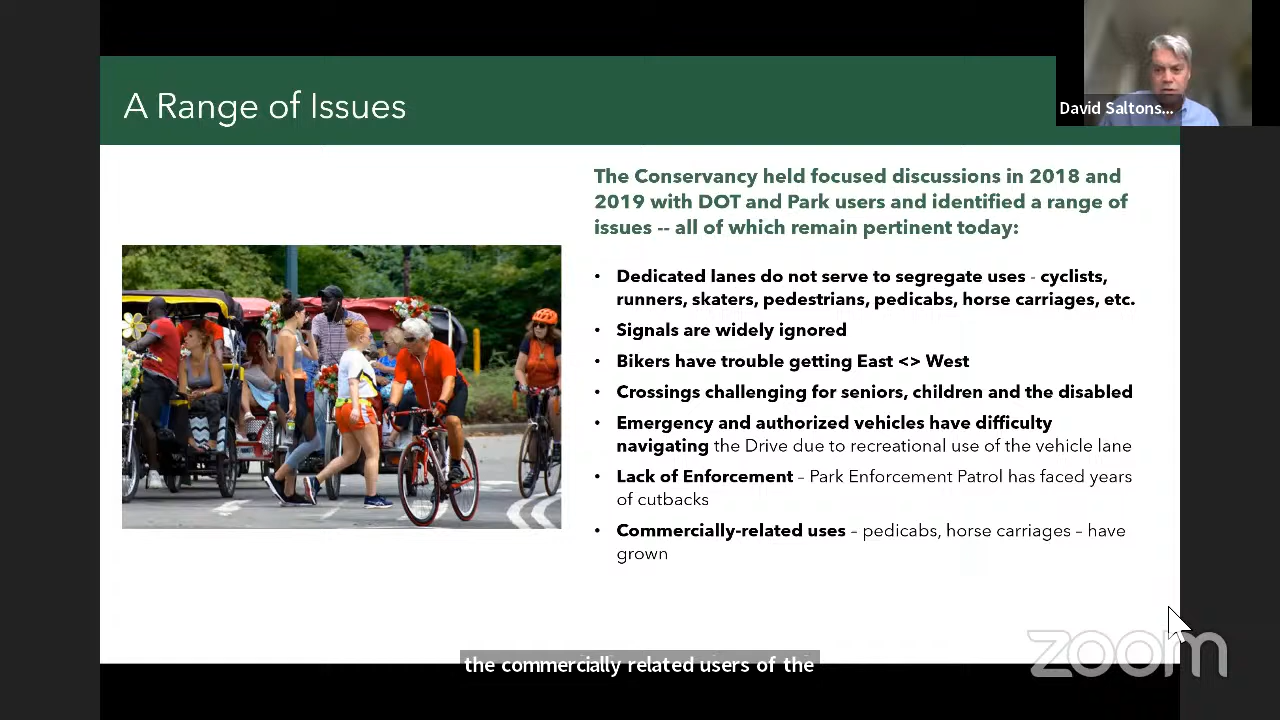 A Range of Issues
David Saltons...
The Conservancy held focused discussions in 2018 and
2019 with DOT and Park users and identified a range of
issues -- all of which remain pertinent today:
• Dedicated lanes do not serve to segregate uses - cyclists,
runners, skaters, pedestrians, pedicabs, horse carriages, etc.
• Signals are widely ignored
• Bikers have trouble getting East <> West
• Crossings challenging for seniors, children and the disabled
• Emergency and authorized vehicles have difficulty
navigating the Drive due to recreational use of the vehicle lane
• Lack of Enforcement – Park Enforcement Patrol has faced years
of cutbacks
• Commercially-related uses – pedicabs, horse carriages – have
grown
zoom
the commercially related users of the